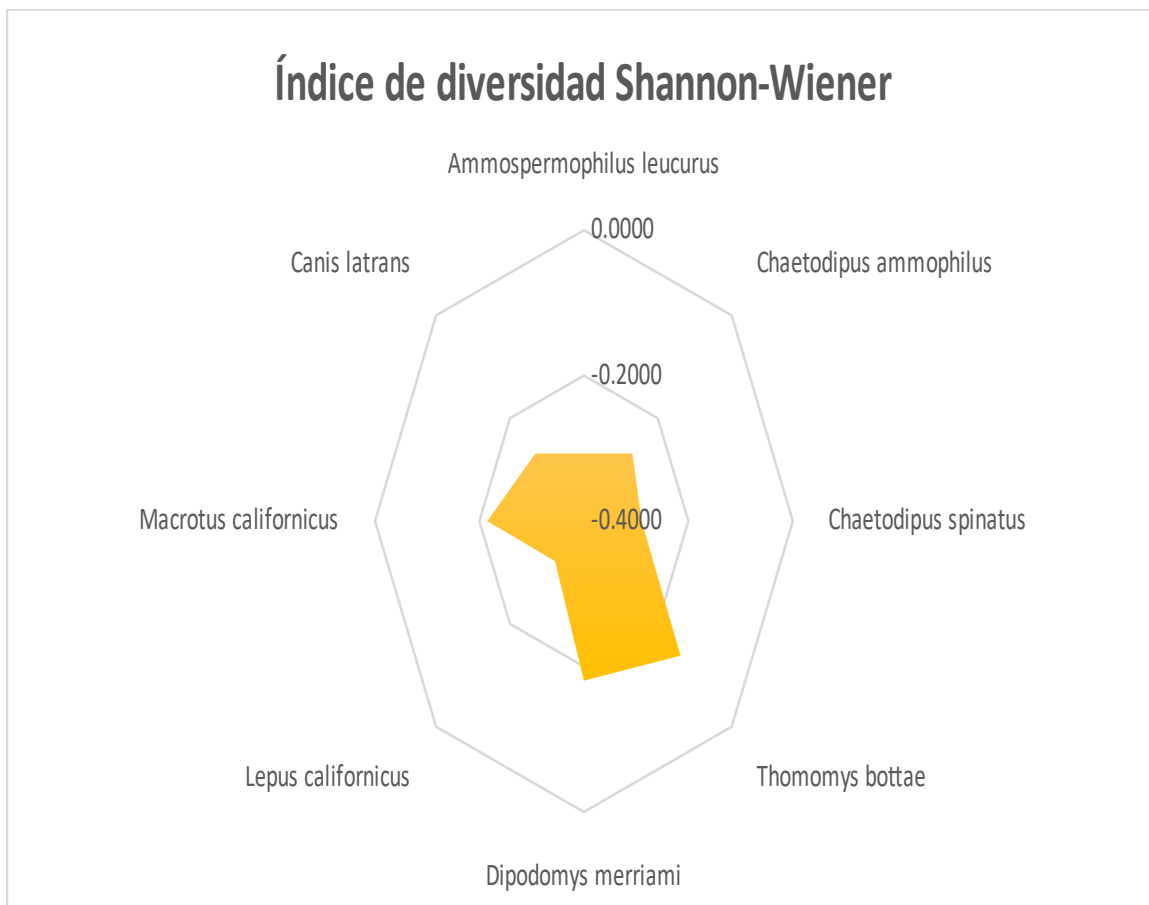 Índice de diversidad Shannon-Wiener
Ammospermophilus leucurus
0.0000
Canis latrans
Chaetodipus ammophilus
-0.2000
Macrotus californicus
-0.4000
Chaetodipus spinatus
Lepus californicus
Thomomys bottae
Dipodomys merriami